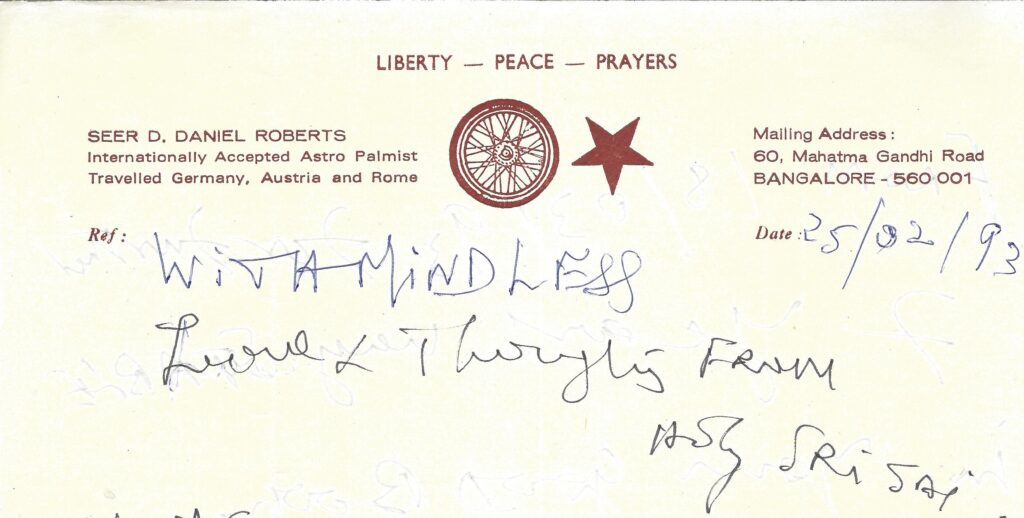 LIBERTY — PEACE — PRAYERS
SEER D. DANIEL ROBERTS
Internationally Accepted Astro Palmist
Travelled Germany, Austria and Rome
Mailing Address :
60, Mahatma Gandhi Road
BANGALORE - 560 001
Ref :
Date : 25/02/93
WITH A MINDLESS
Love & Thoughts FROM
Holy SRI SAI